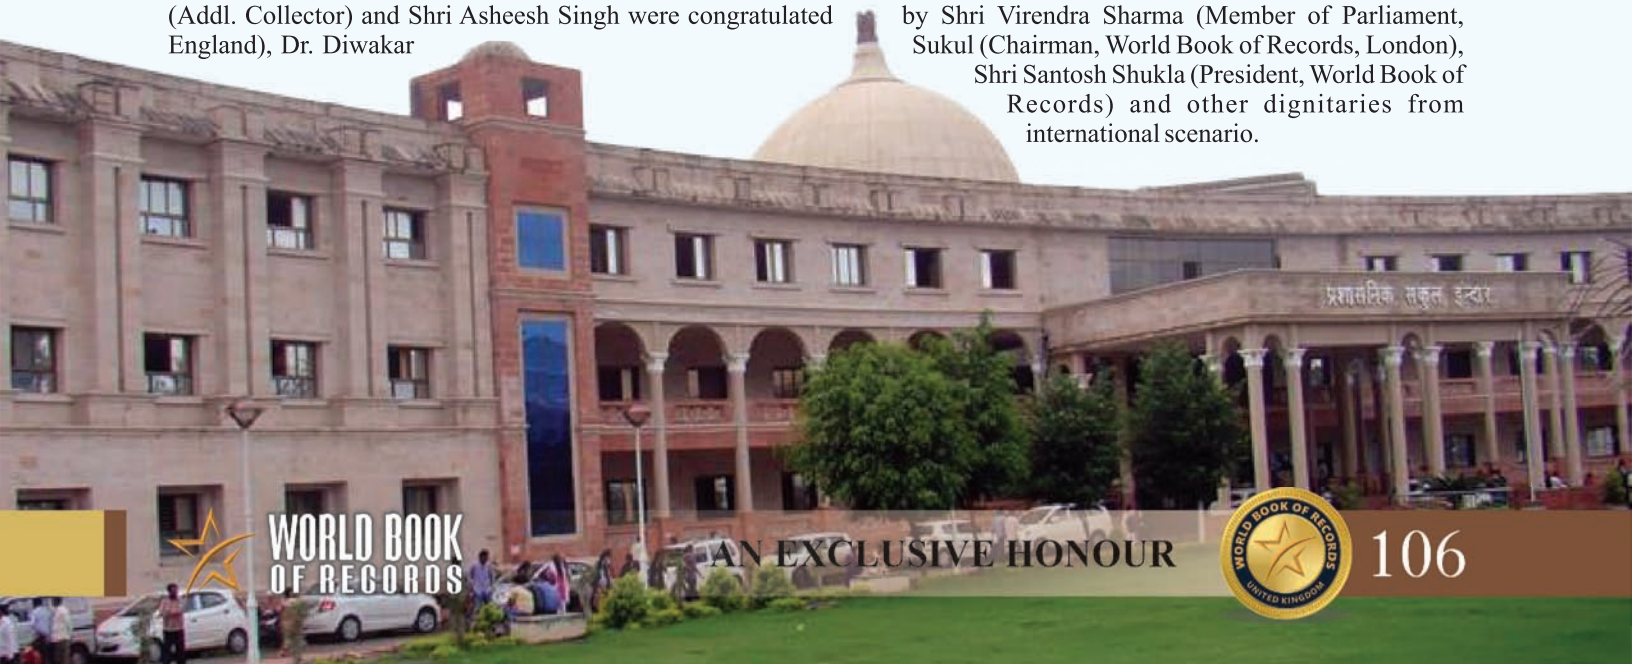 (Addl. Collector) and Shri Asheesh Singh were congratulated
England), Dr. Diwakar
by Shri Virendra Sharma (Member of Parliament,
Sukul (Chairman, World Book of Records, London),
Shri Santosh Shukla (President, World Book of
Records) and other dignitaries from
international scenario.
प्रशासनिक सकुल इन्दौर
WORLD BOOK
OF RECORDS
AN EXCLUSIVE HONOUR
WORLD BOOK OF RECORDS
UNITED KINGDOM
106